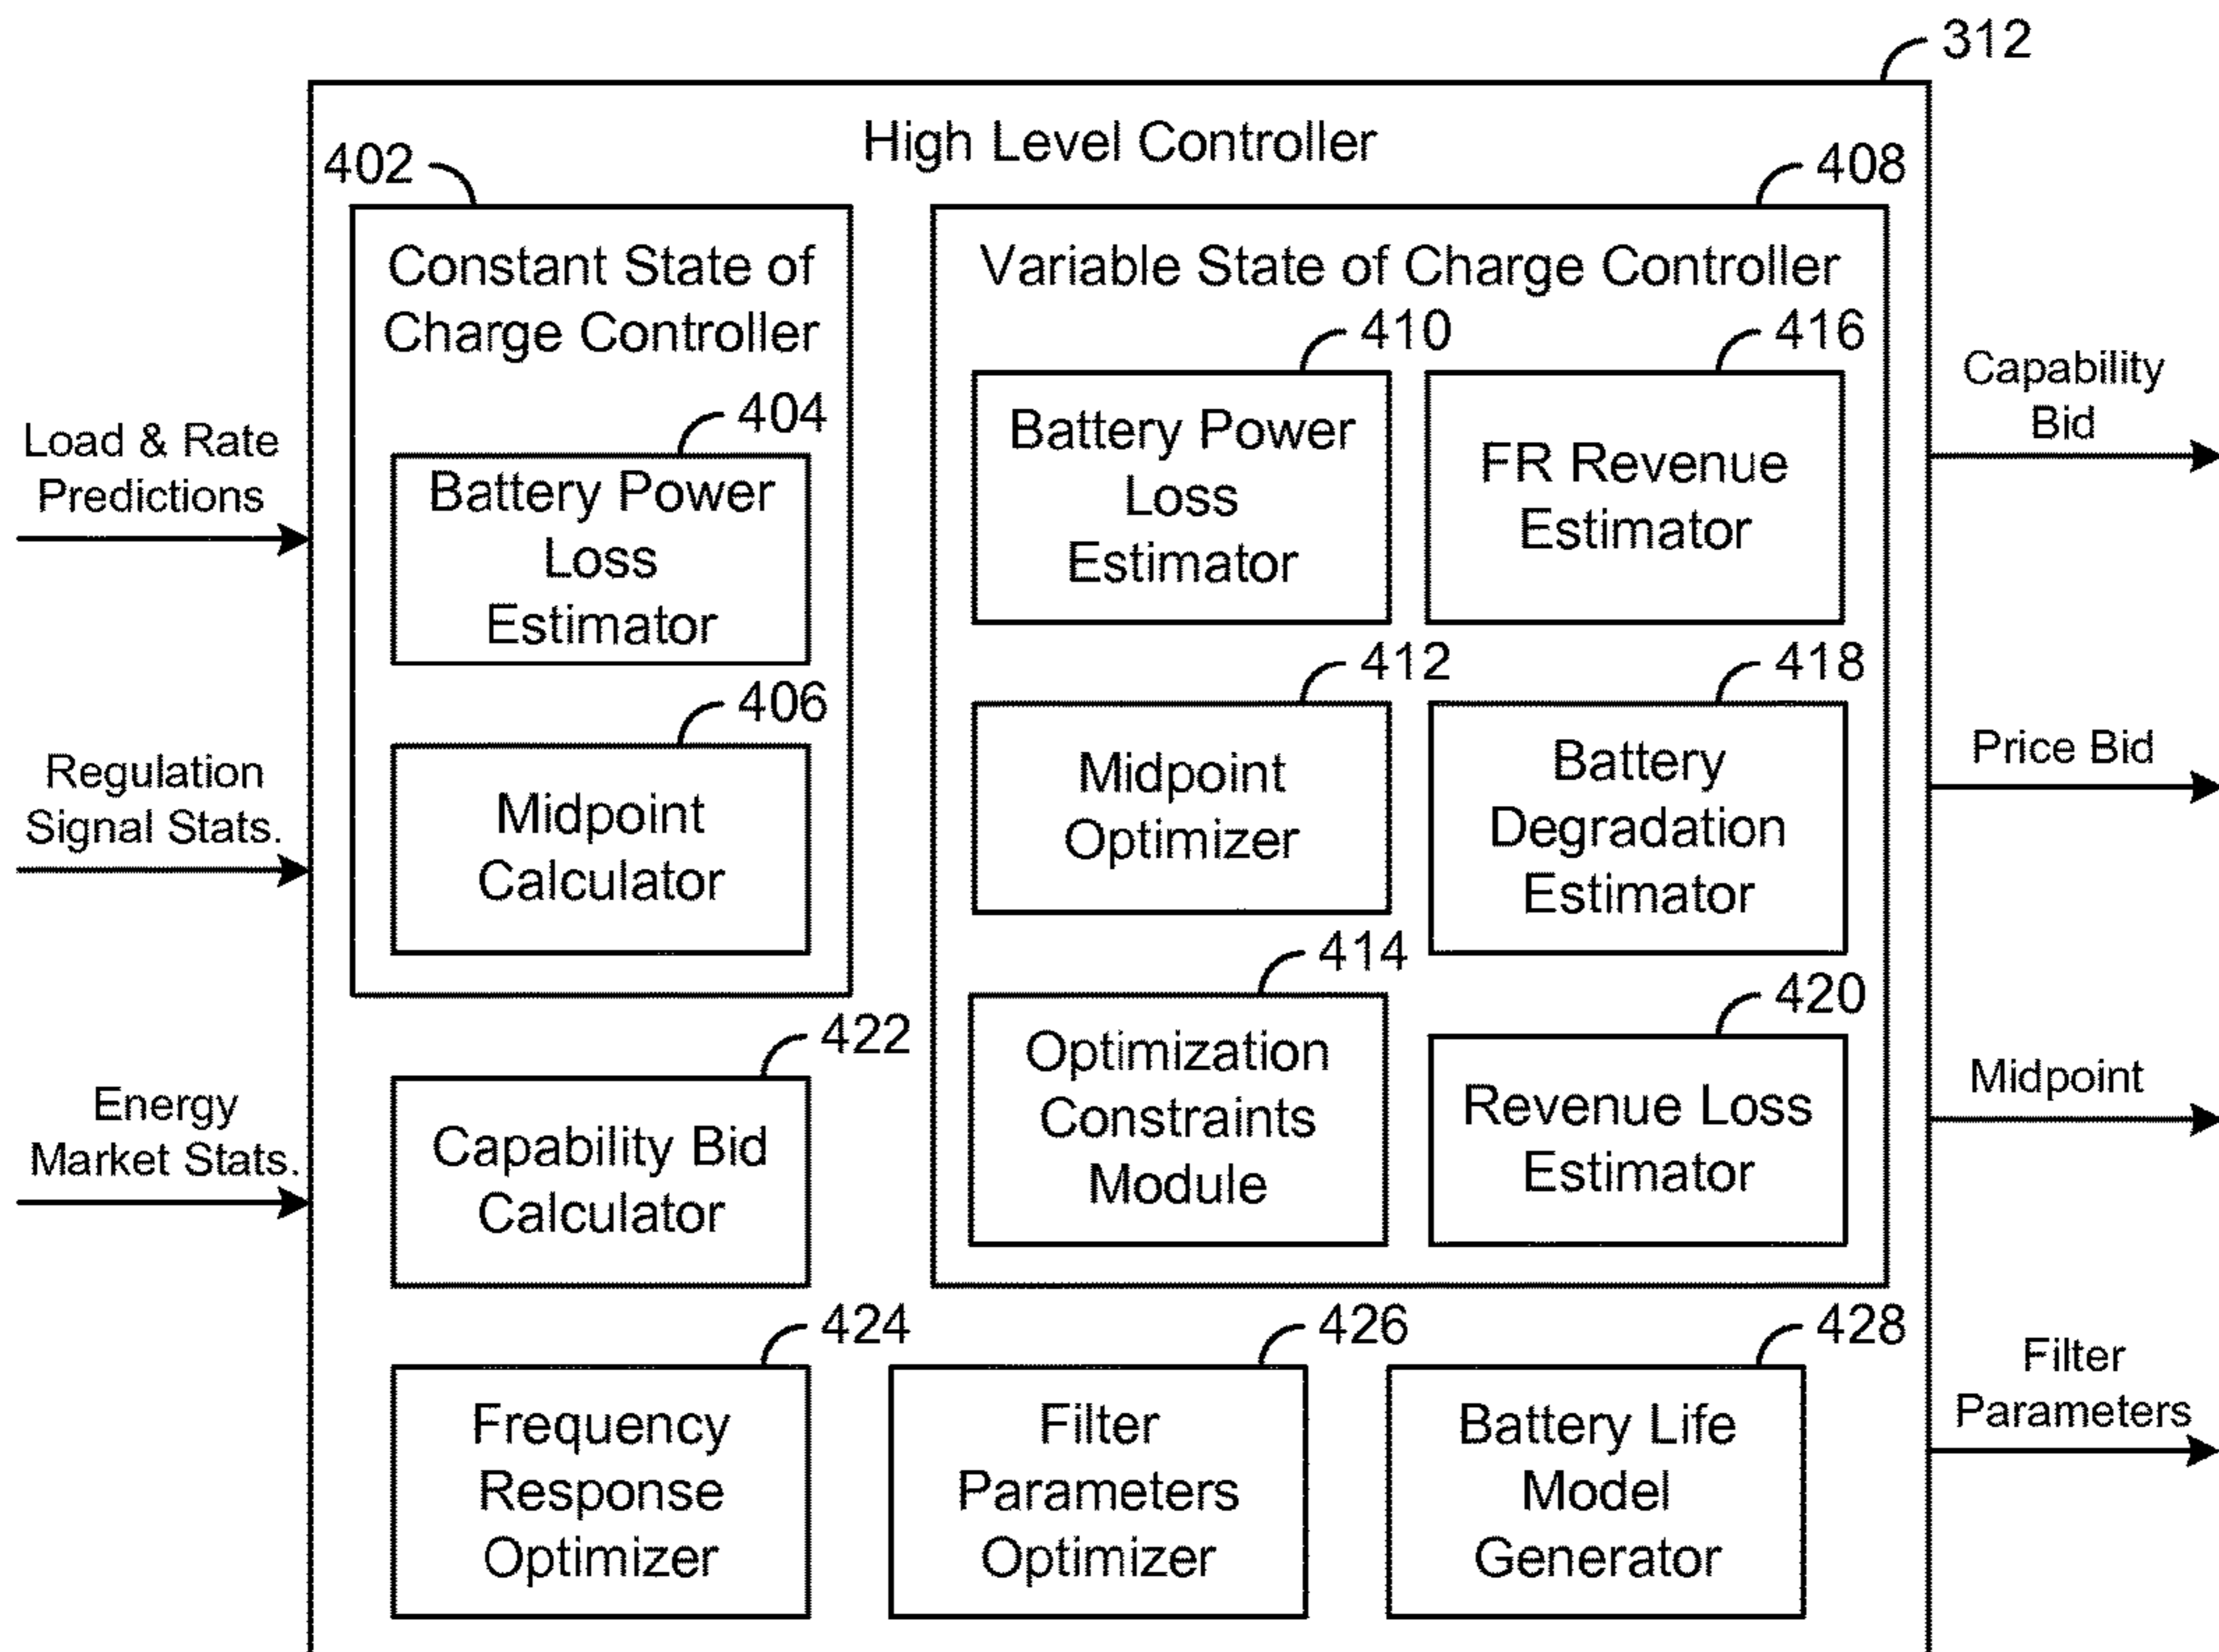 312
High Level Controller
402
408
Constant State of
Charge Controller
Variable State of Charge Controller
404
Battery Power
Loss
Estimator
406
Midpoint
Calculator
410
Battery Power
Loss
Estimator
416
FR Revenue
Estimator
412
Midpoint
Optimizer
418
Battery
Degradation
Estimator
414
Optimization
Constraints
Module
420
Revenue Loss
Estimator
422
Capability Bid
Calculator
424
Frequency
Response
Optimizer
426
Filter
Parameters
Optimizer
428
Battery Life
Model
Generator
Load & Rate
Predictions
Regulation
Signal Stats.
Energy
Market Stats.
Capability
Bid
Price Bid
Midpoint
Filter
Parameters